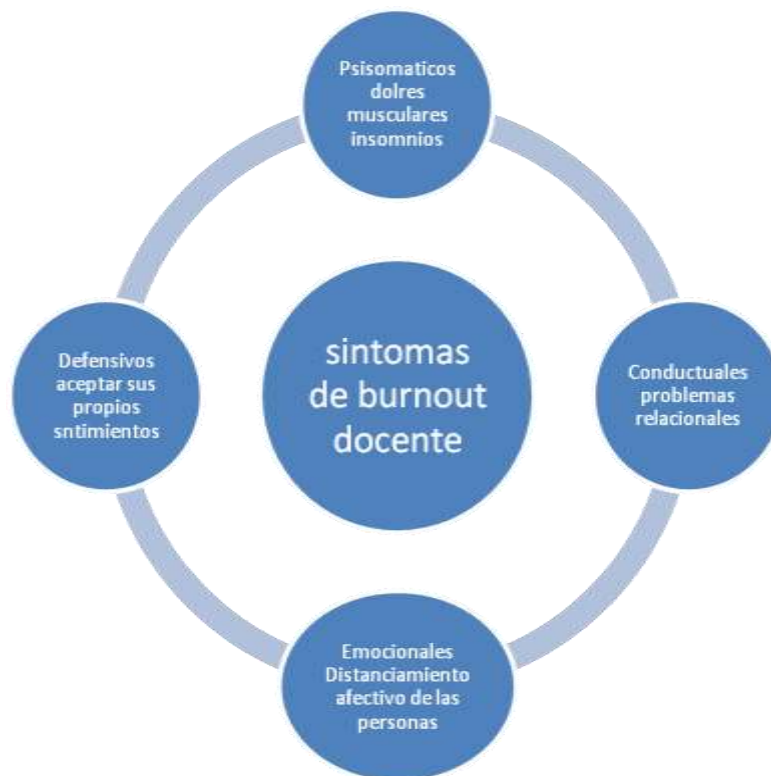 Psisomaticos
dolres
musculares
insomnios
Defensivos
aceptar sus
propios
sntimientos
sintomas
de burnout
docente
Conductuales
problemas
relacionales
Emocionales
Distanciamiento
afectivo de las
personas